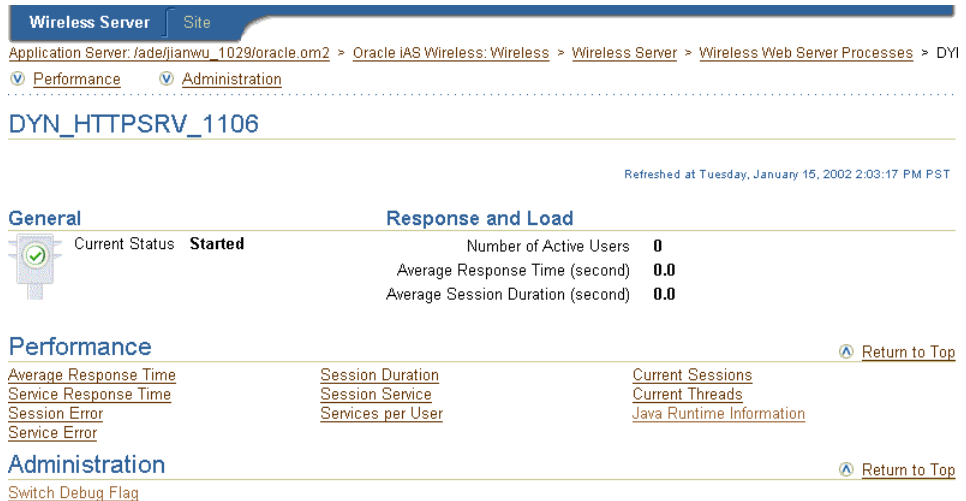 Wireless Server Site
Application Server: /ade/jianwu_1029/oracle.om2 > Oracle iAS Wireless: Wireless > Wireless Server > Wireless Web Server Processes > DYI
Performance Administration
DYN_HTTPSRV_1106
Refreshed at Tuesday, January 15, 2002 2:03:17 PM PST
General Response and Load
Current Status Started Number of Active Users 0
Average Response Time (second) 0.0
Average Session Duration (second) 0.0
Performance Return to Top
Average Response Time Session Duration Current Sessions
Service Response Time Session Service Current Threads
Session Error Services per User Java Runtime Information
Service Error
Administration Return to Top
Switch Debug Flag